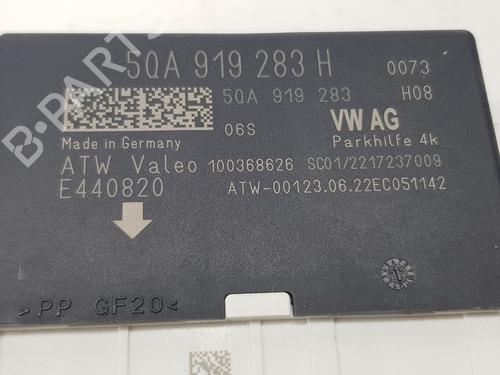 5QA 919 283 H 0073
5QA 919 283 H08
06S VW AG
Made in Germany Parkhilfe 4k
ATW Valeo 100368626 SC01/2217237009
E440820 ATW-00123.06.22EC051142
>PP GF20<
B-PARTS